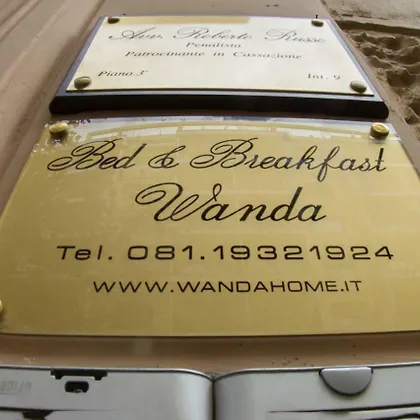 Avv. Roberto Russo
Penalista
Patrocinante in Cassazione
Piano 3° Int. 9
Bed & Breakfast
Wanda
Tel. 081.19321924
WWW.WANDAHOME.IT